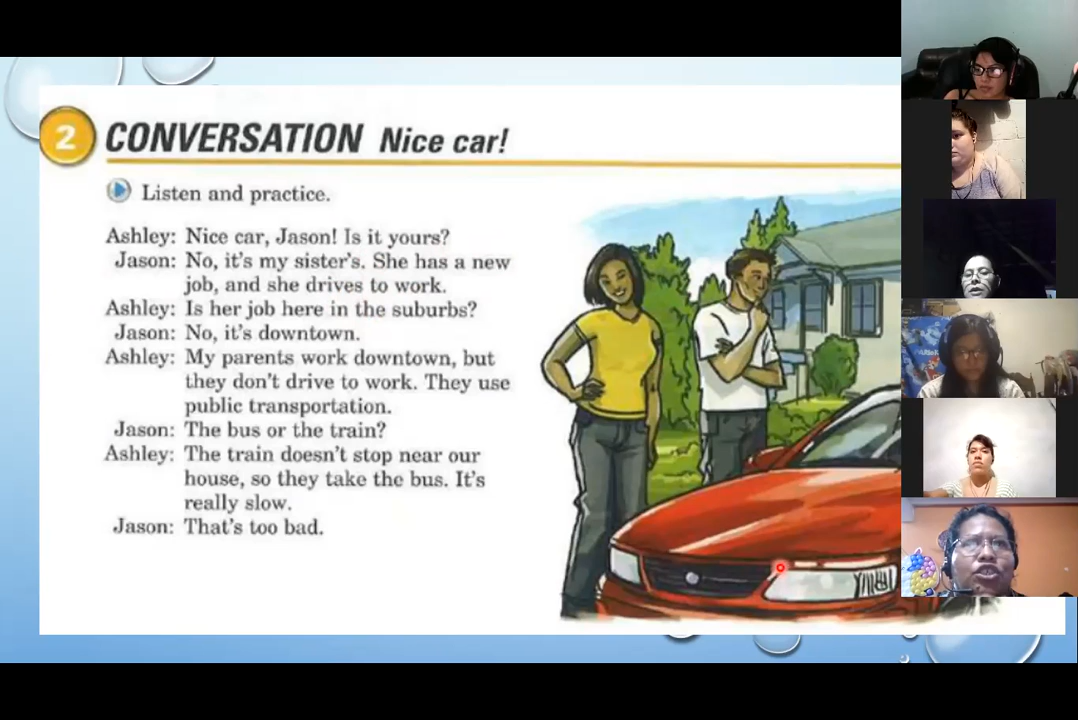 2 CONVERSATION Nice car!
Listen and practice.
Ashley: Nice car, Jason! Is it yours?
Jason: No, it's my sister's. She has a new
job, and she drives to work.
Ashley: Is her job here in the suburbs?
Jason: No, it's downtown.
Ashley: My parents work downtown, but
they don't drive to work. They use
public transportation.
Jason: The bus or the train?
Ashley: The train doesn't stop near our
house, so they take the bus. It's
really slow.
Jason: That's too bad.